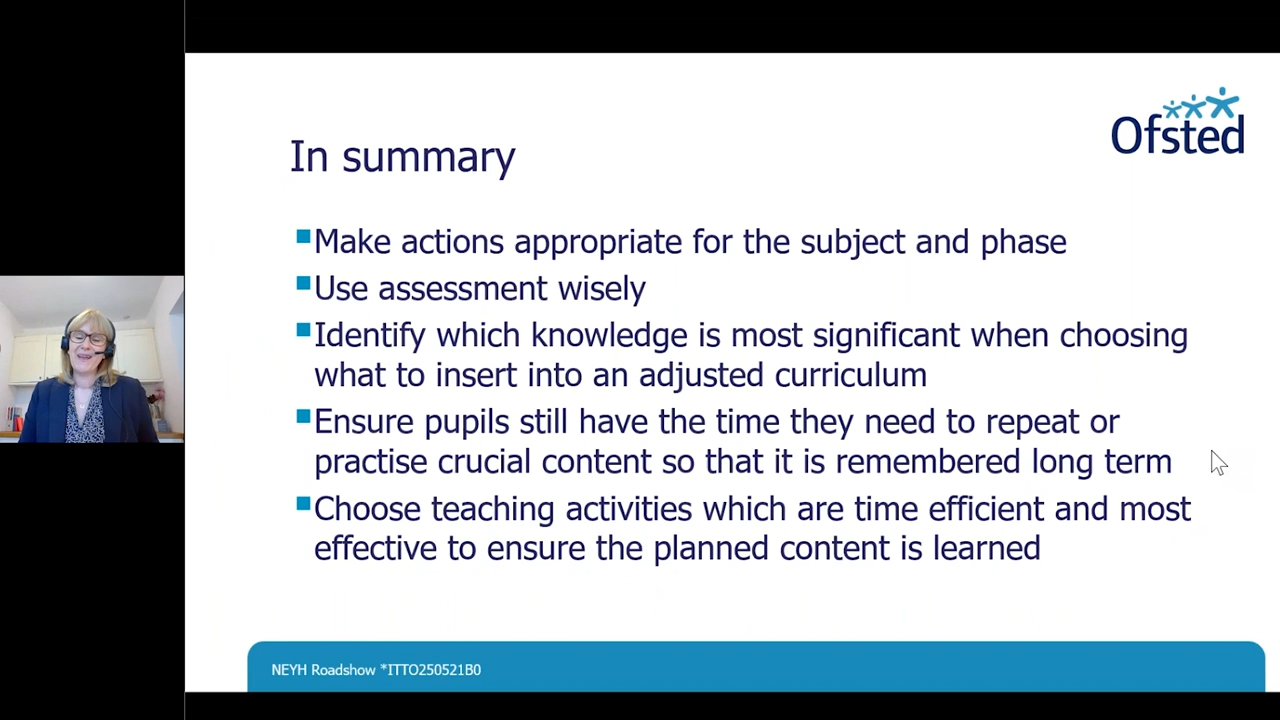 Ofsted
In summary
Make actions appropriate for the subject and phase
Use assessment wisely
Identify which knowledge is most significant when choosing
what to insert into an adjusted curriculum
Ensure pupils still have the time they need to repeat or
practise crucial content so that it is remembered long term
Choose teaching activities which are time efficient and most
effective to ensure the planned content is learned
NEYH Roadshow *ITTO250521B0